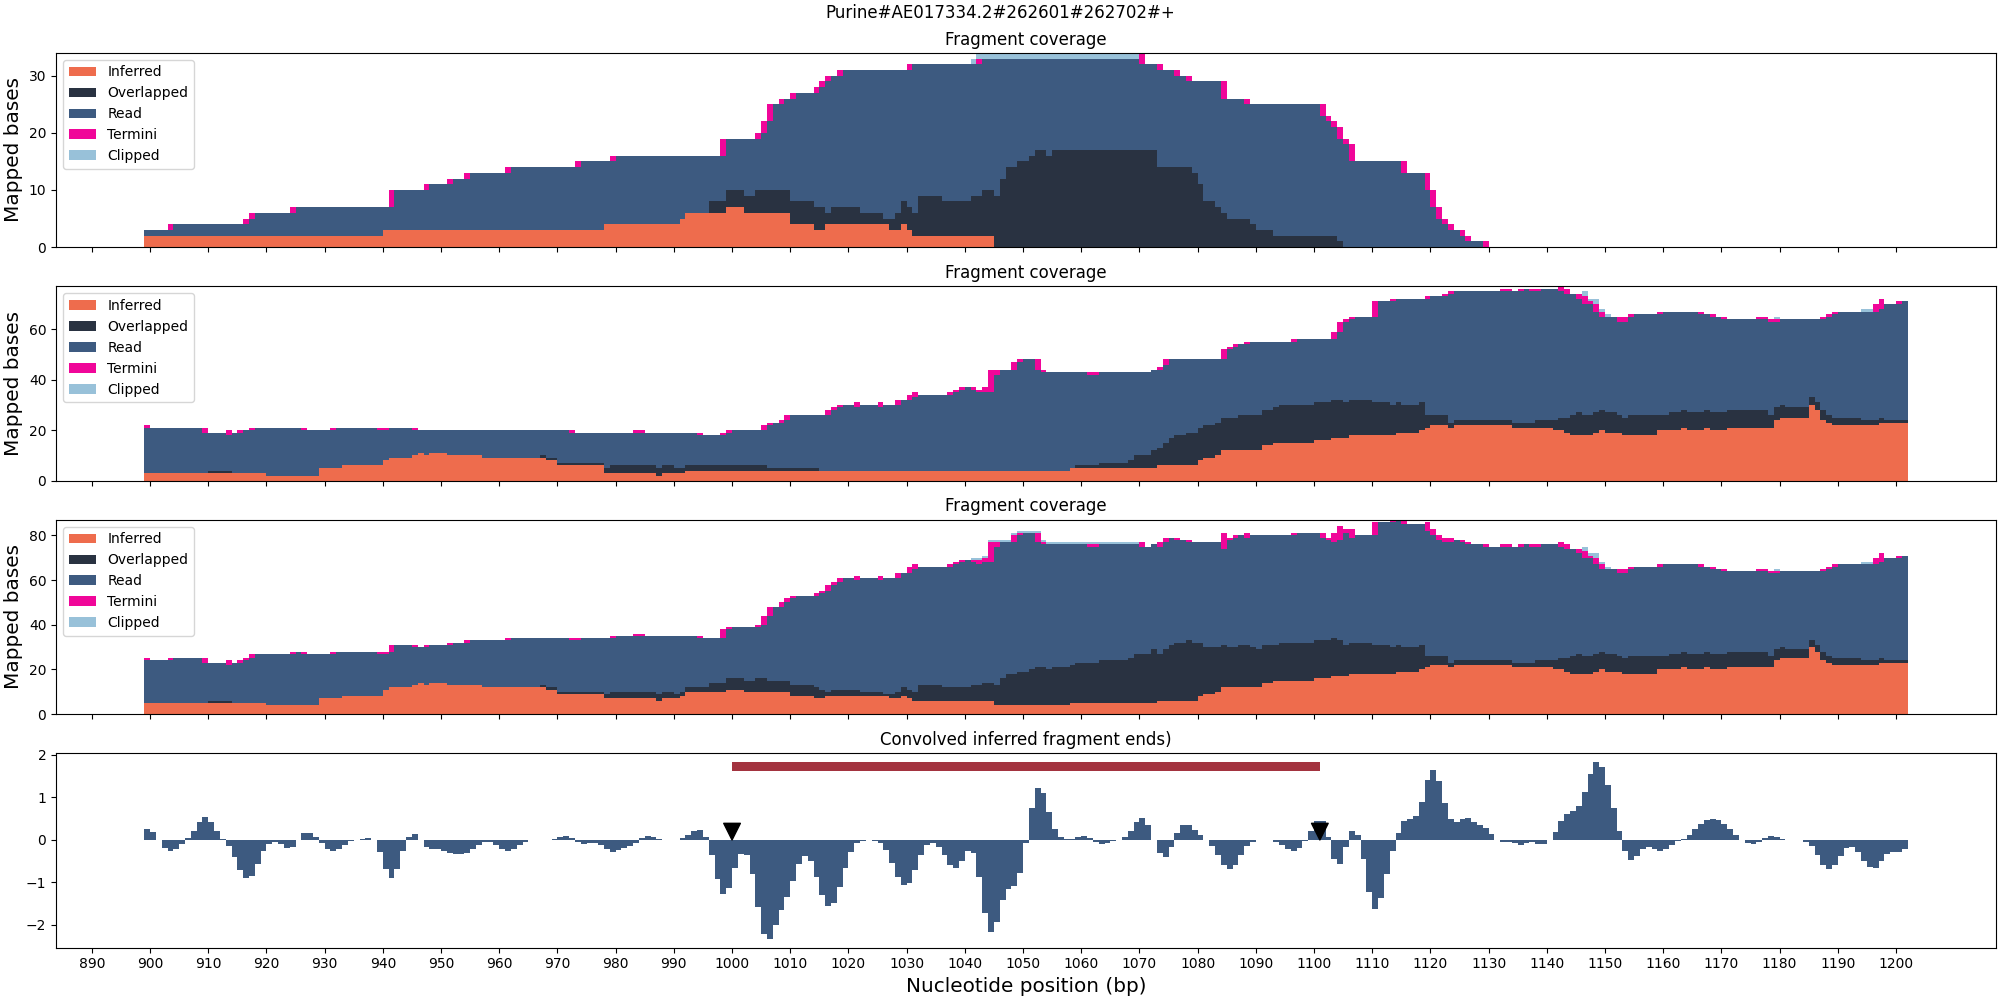 Purine#AE017334.2#262601#262702#+
Fragment coverage
Mapped bases
30
20
10
0
Inferred
Overlapped
Read
Termini
Clipped
Fragment coverage
Mapped bases
60
40
20
0
Inferred
Overlapped
Read
Termini
Clipped
Fragment coverage
Mapped bases
80
60
40
20
0
Inferred
Overlapped
Read
Termini
Clipped
Convolved inferred fragment ends)
2
1
0
−1
−2
890 900 910 920 930 940 950 960 970 980 990 1000 1010 1020 1030 1040 1050 1060 1070 1080 1090 1100 1110 1120 1130 1140 1150 1160 1170 1180 1190 1200
Nucleotide position (bp)